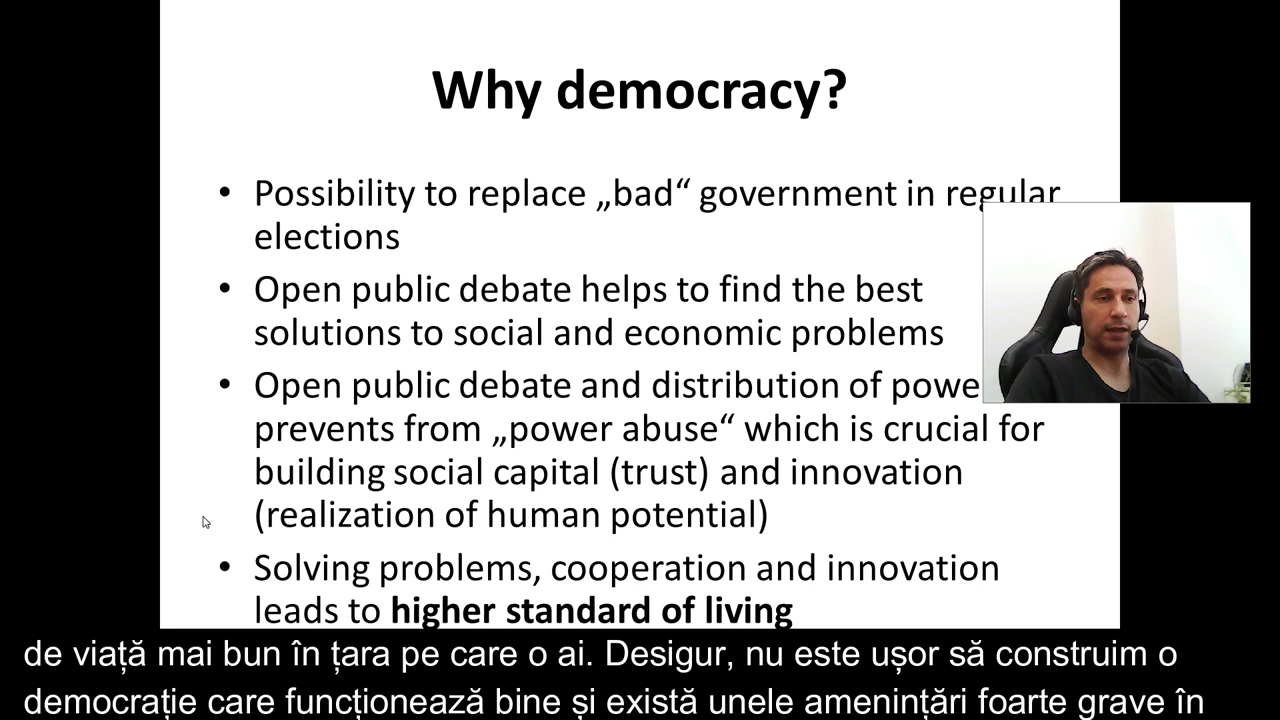 Why democracy?
• Possibility to replace „bad“ government in regular
elections
• Open public debate helps to find the best
solutions to social and economic problems
• Open public debate and distribution of powe
prevents from „power abuse“ which is crucial for
building social capital (trust) and innovation
(realization of human potential)
• Solving problems, cooperation and innovation
leads to higher standard of living
de viață mai bun în țara pe care o ai. Desigur, nu este ușor să construim o
democrație care funcționează bine și există unele amenințări foarte grave în